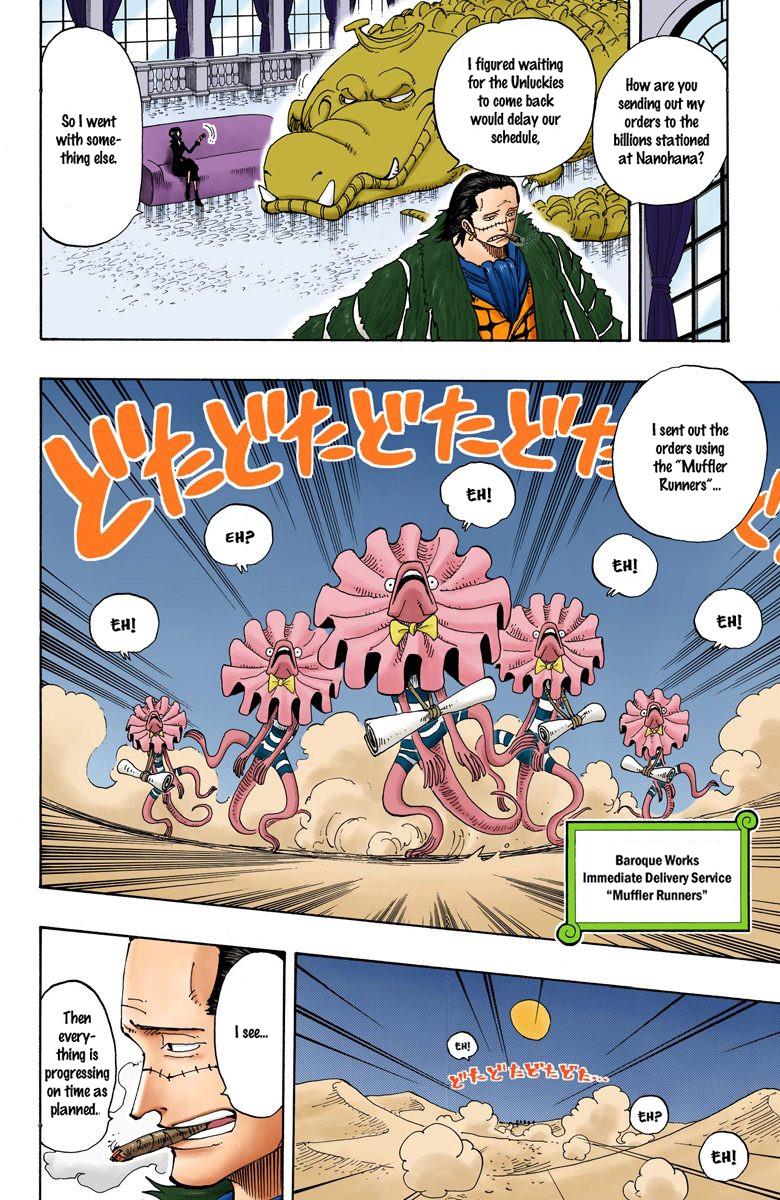 How are you
sending out my
orders to the
billions stationed
at Nanohana?
I figured waiting
for the Unluckies
to come back
would delay our
schedule,
So I went
with some-
thing else.
I sent out the
orders using
the "Muffler
Runners"...
どたどたどたどた
EH!
EH?
EH!
EH!
EH!
Baroque Works
Immediate Delivery Service
"Muffler Runners"
I see...
Then
every-
thing is
progressing
on time as
planned.
EH!
どたどたどたどた...
EH?
EH!